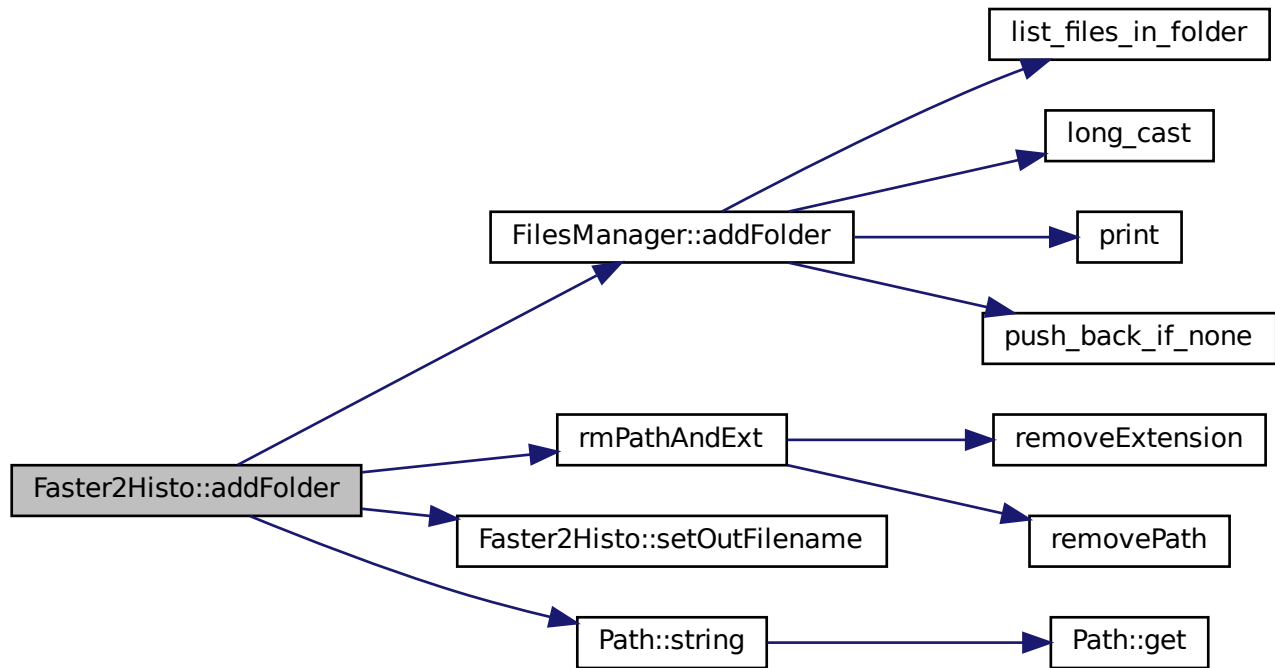 list_files_in_folder
long_cast
FilesManager::addFolder
print
push_back_if_none
rmPathAndExt
removeExtension
Faster2Histo::addFolder
Faster2Histo::setOutFilename
removePath
Path::string
Path::get